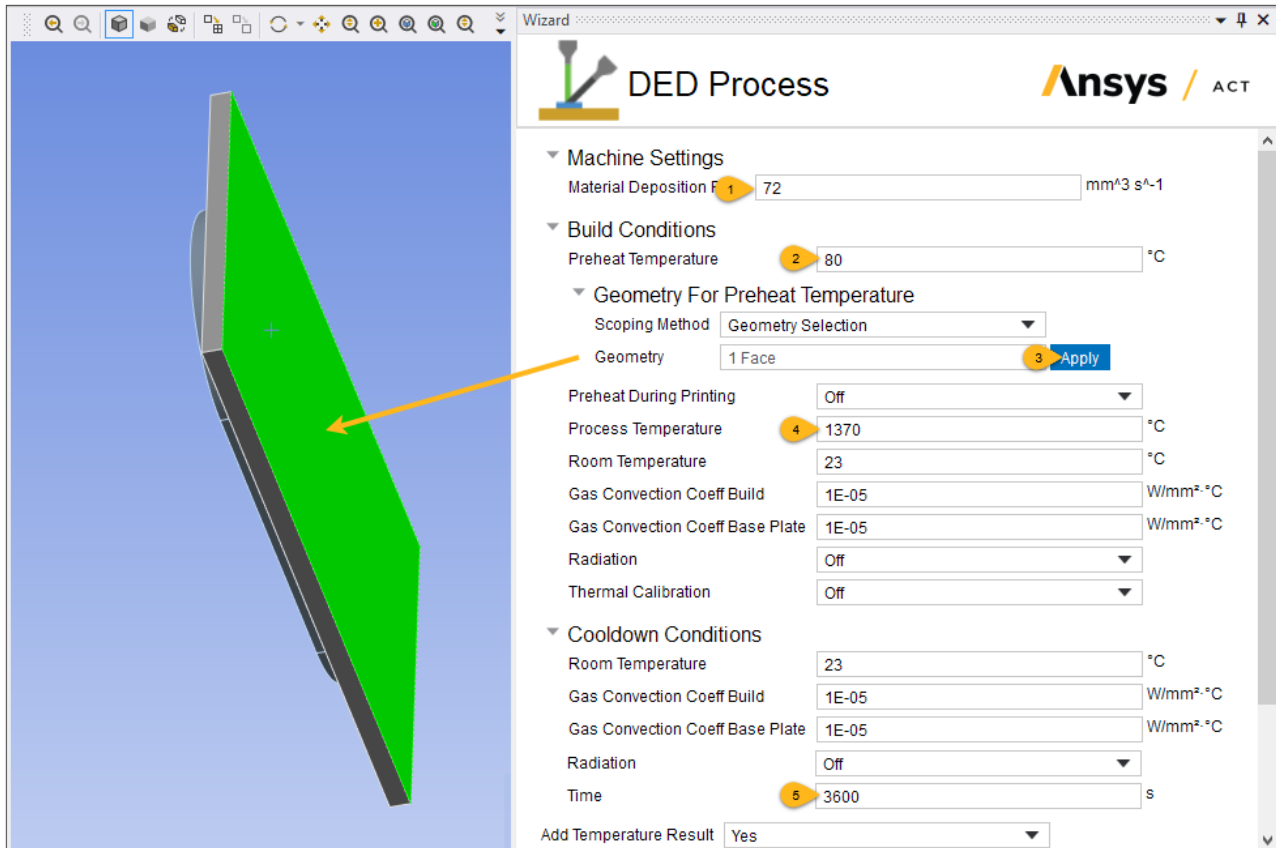 Wizard
DED Process
Ansys / ACT
Machine Settings
Material Deposition 1 72 mm^3 s^-1
Build Conditions
Preheat Temperature 2 80 °C
Geometry For Preheat Temperature
Scoping Method Geometry Selection
Geometry 1 Face 3 Apply
Preheat During Printing Off
Process Temperature 4 1370 °C
Room Temperature 23 °C
Gas Convection Coeff Build 1E-05 W/mm²·°C
Gas Convection Coeff Base Plate 1E-05 W/mm²·°C
Radiation Off
Thermal Calibration Off
Cooldown Conditions
Room Temperature 23 °C
Gas Convection Coeff Build 1E-05 W/mm²·°C
Gas Convection Coeff Base Plate 1E-05 W/mm²·°C
Radiation Off
Time 5 3600 s
Add Temperature Result Yes